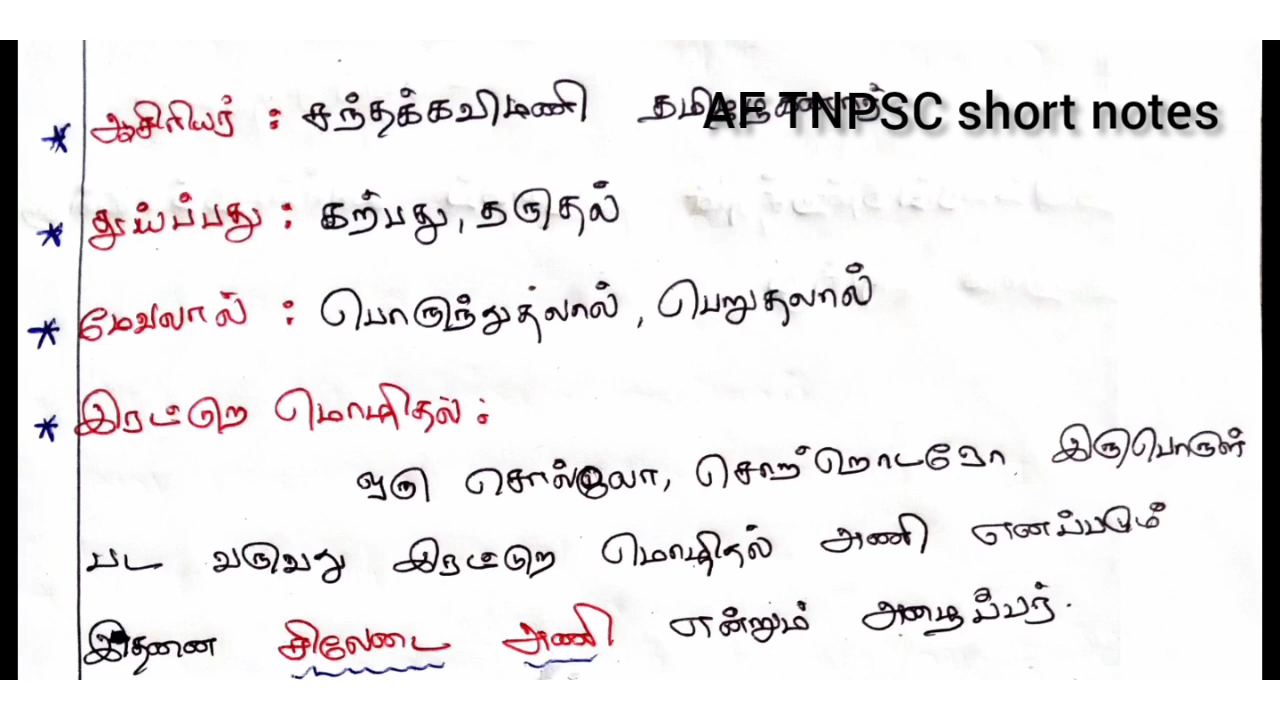 * ஆசிரியர் : சந்தக்கவிமணி
AF TNPSC short notes
* துய்ப்பது : கற்பது, தருதல்
* மேவலால் : பொருந்துதலால், பெறுதலால்
* இரட்டுற மொழிதல் :
ஒரு சொல்லோ, சொற்றொடரோ இருபொருள்
பட வருவது இரட்டுற மொழிதல் அணி எனப்படும்
இதனை சிலேடை அணி என்றும் அழைப்பர்.